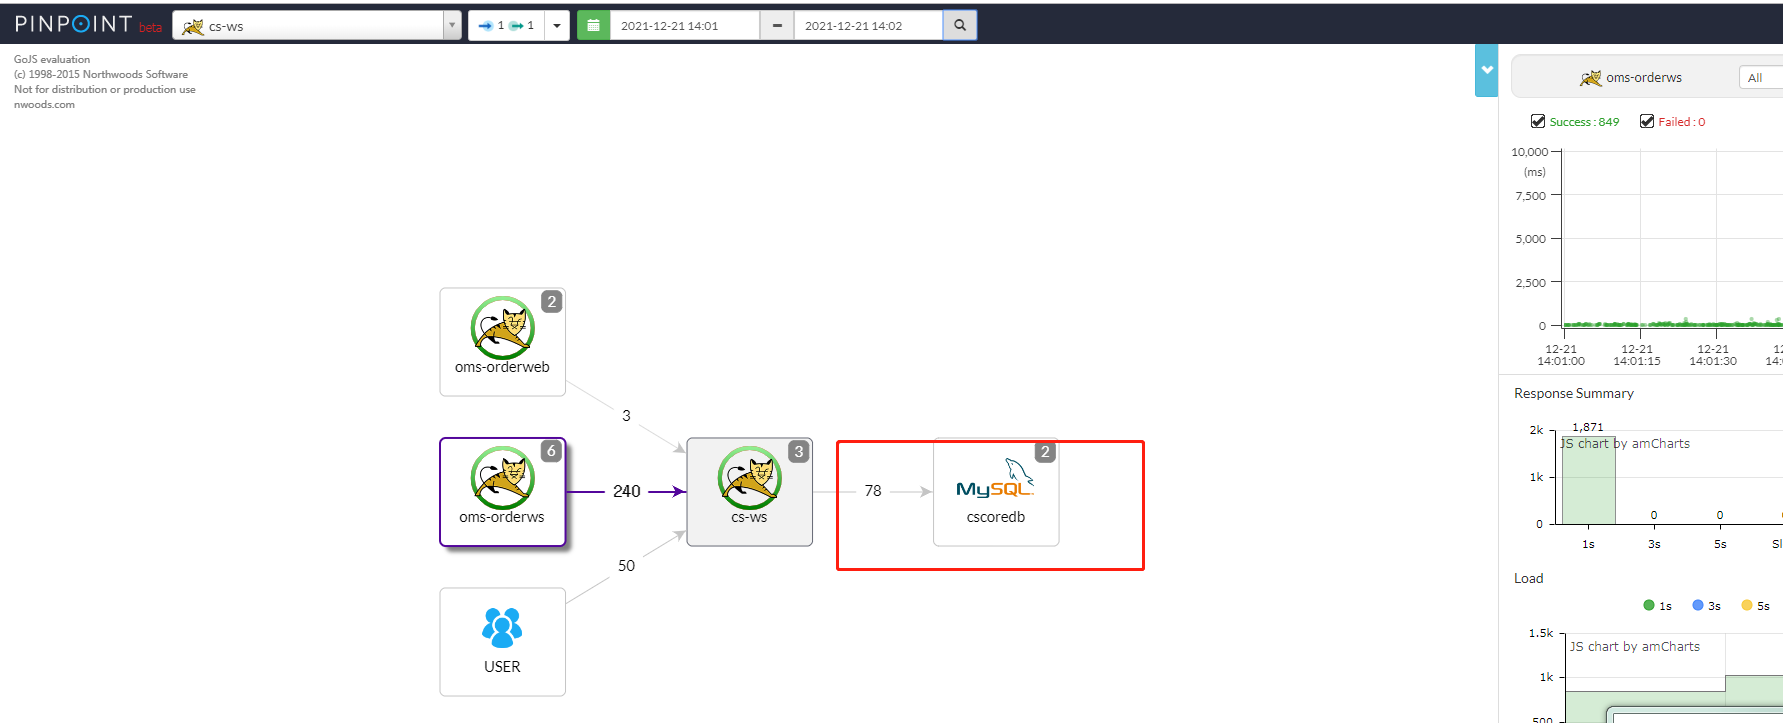 PINPOINT beta cs-ws 1 1 2021-12-21 14:01 2021-12-21 14:02
GoJS evaluation
(c) 1998-2015 Northwoods Software
Not for distribution or production use
nwoods.com
2
oms-orderweb
3
6
oms-orderws
240
3
cs-ws
78
2
MySQL
cscoredb
50
USER
oms-orderws All
Success : 849 Failed : 0
10,000
(ms)
7,500
5,000
2,500
0
12-21 12-21 12-21
14:01:00 14:01:15 14:01:30
Response Summary
2k 1,871
JS chart by amCharts
1k
0 0 0
1s 3s 5s
Load
1s 3s 5s
1.5k
JS chart by amCharts
1k
500